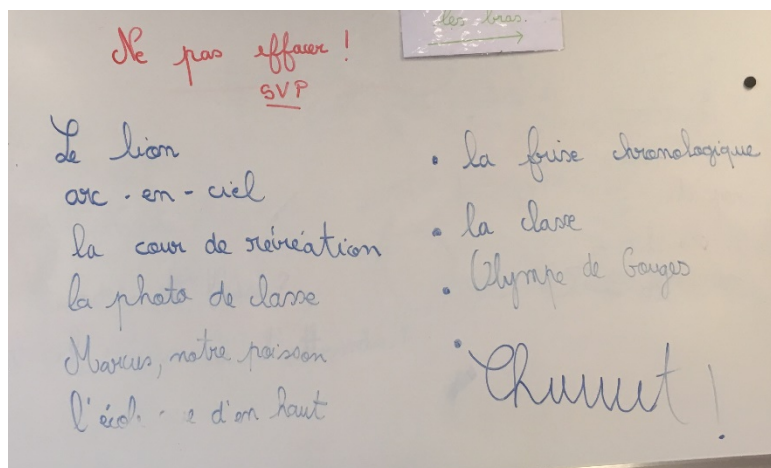 les bras.
Ne pas effacer !
SVP
Le lion
arc-en-ciel
la cour de récréation
la photo de classe
Marcus, notre poisson
d'en haut
• la frise chronologique
• la classe
• Olympe de Gouges
• Chuuut !